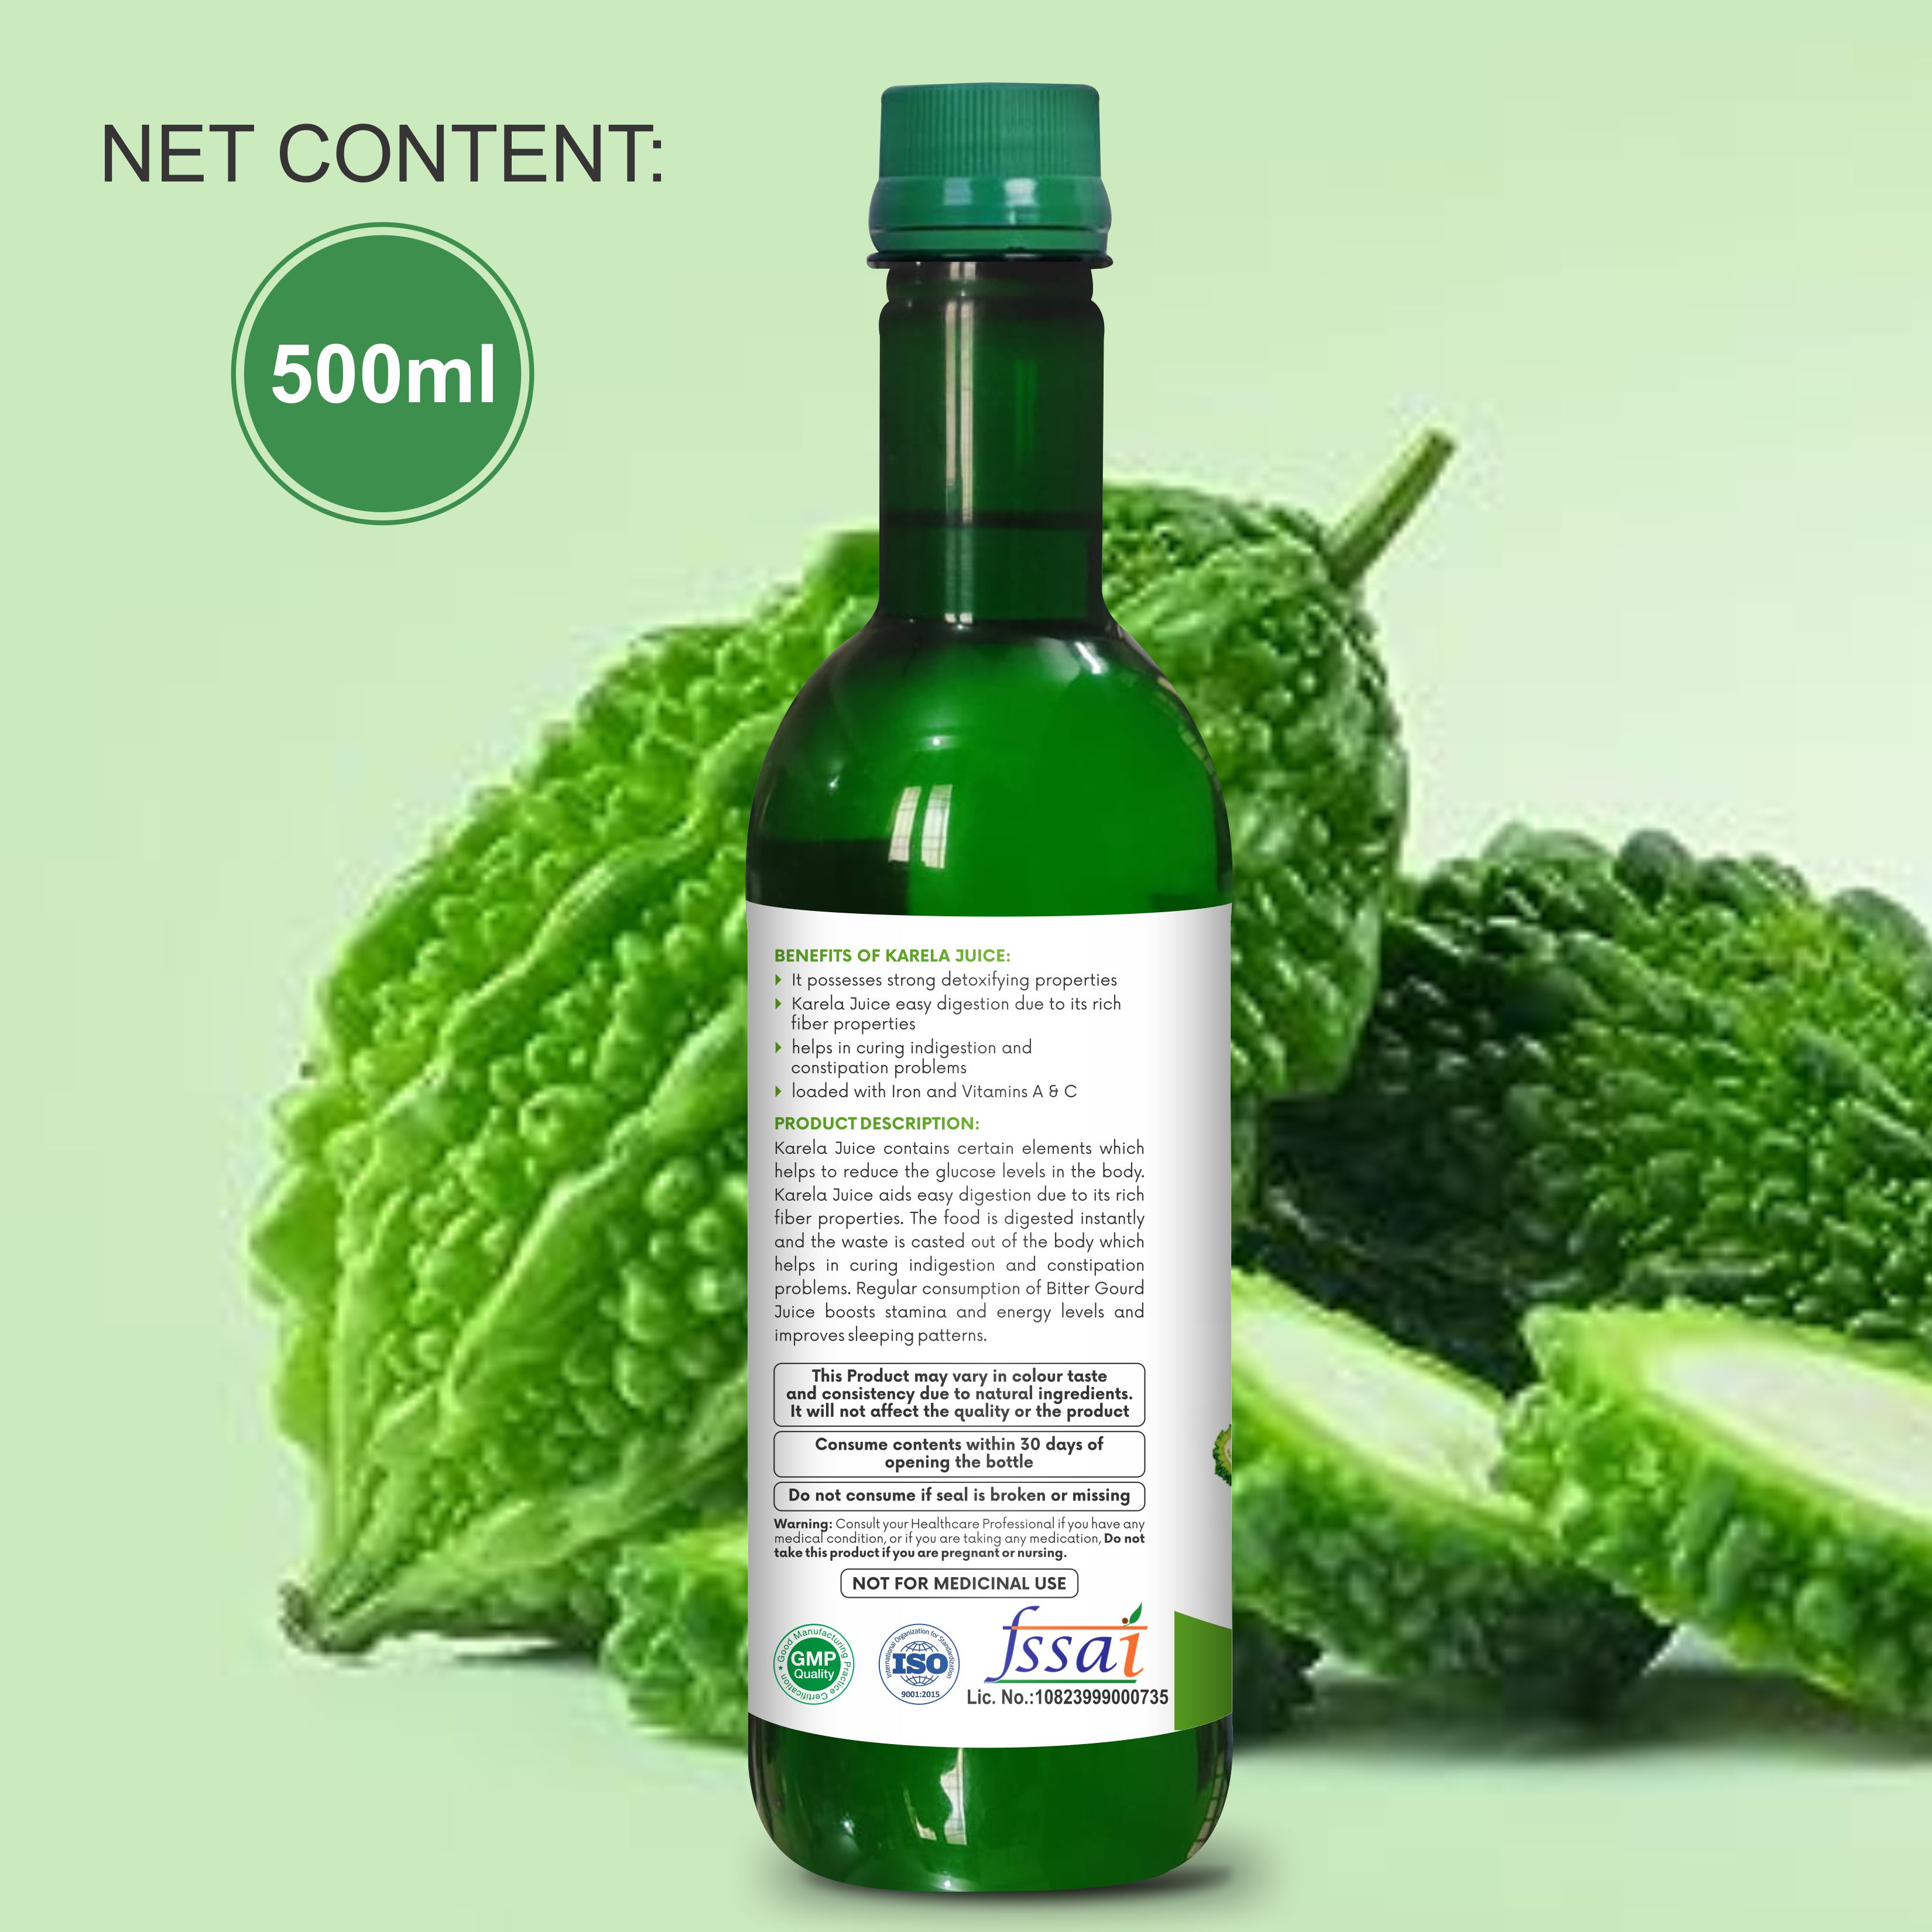 NET CONTENT:
500ml
BENEFITS OF KARELA JUICE:
It possesses strong detoxifying properties
Karela Juice easy digestion due to its rich
fiber properties
helps in curing indigestion and
constipation problems
loaded with Iron and Vitamins A & C
PRODUCT DESCRIPTION:
Karela Juice contains certain elements which
helps to reduce the glucose levels in the body.
Karela Juice aids easy digestion due to its rich
fiber properties. The food is digested instantly
and the waste is casted out of the body which
helps in curing indigestion and constipation
problems. Regular consumption of Bitter Gourd
Juice boosts stamina and energy levels and
improves sleeping patterns.
This Product may vary in colour taste
and consistency due to natural ingredients.
It will not affect the quality or the product
Consume contents within 30 days of
opening the bottle
Do not consume if seal is broken or missing
Warning: Consult your Healthcare Professional if you have any
medical condition, or if you are taking any medication, Do not
take this product if you are pregnant or nursing.
NOT FOR MEDICINAL USE
Good Manufacturing Practice Certification
GMP
Quality
International Organization for Standardization
ISO
9001:2015
fssai
Lic. No.:10823999000735